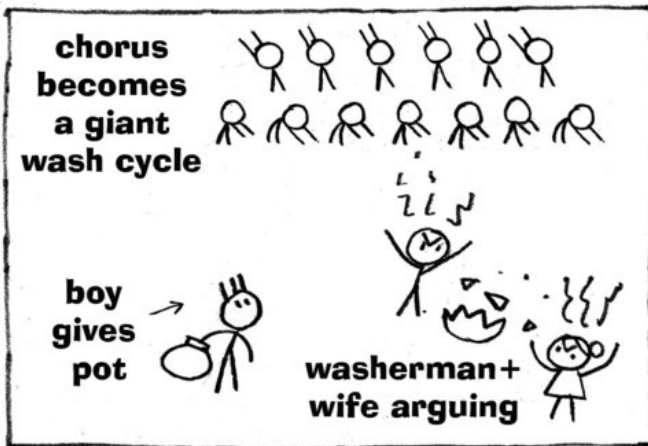 chorus
becomes
a giant
wash cycle
boy
gives
pot
washerman+
wife arguing